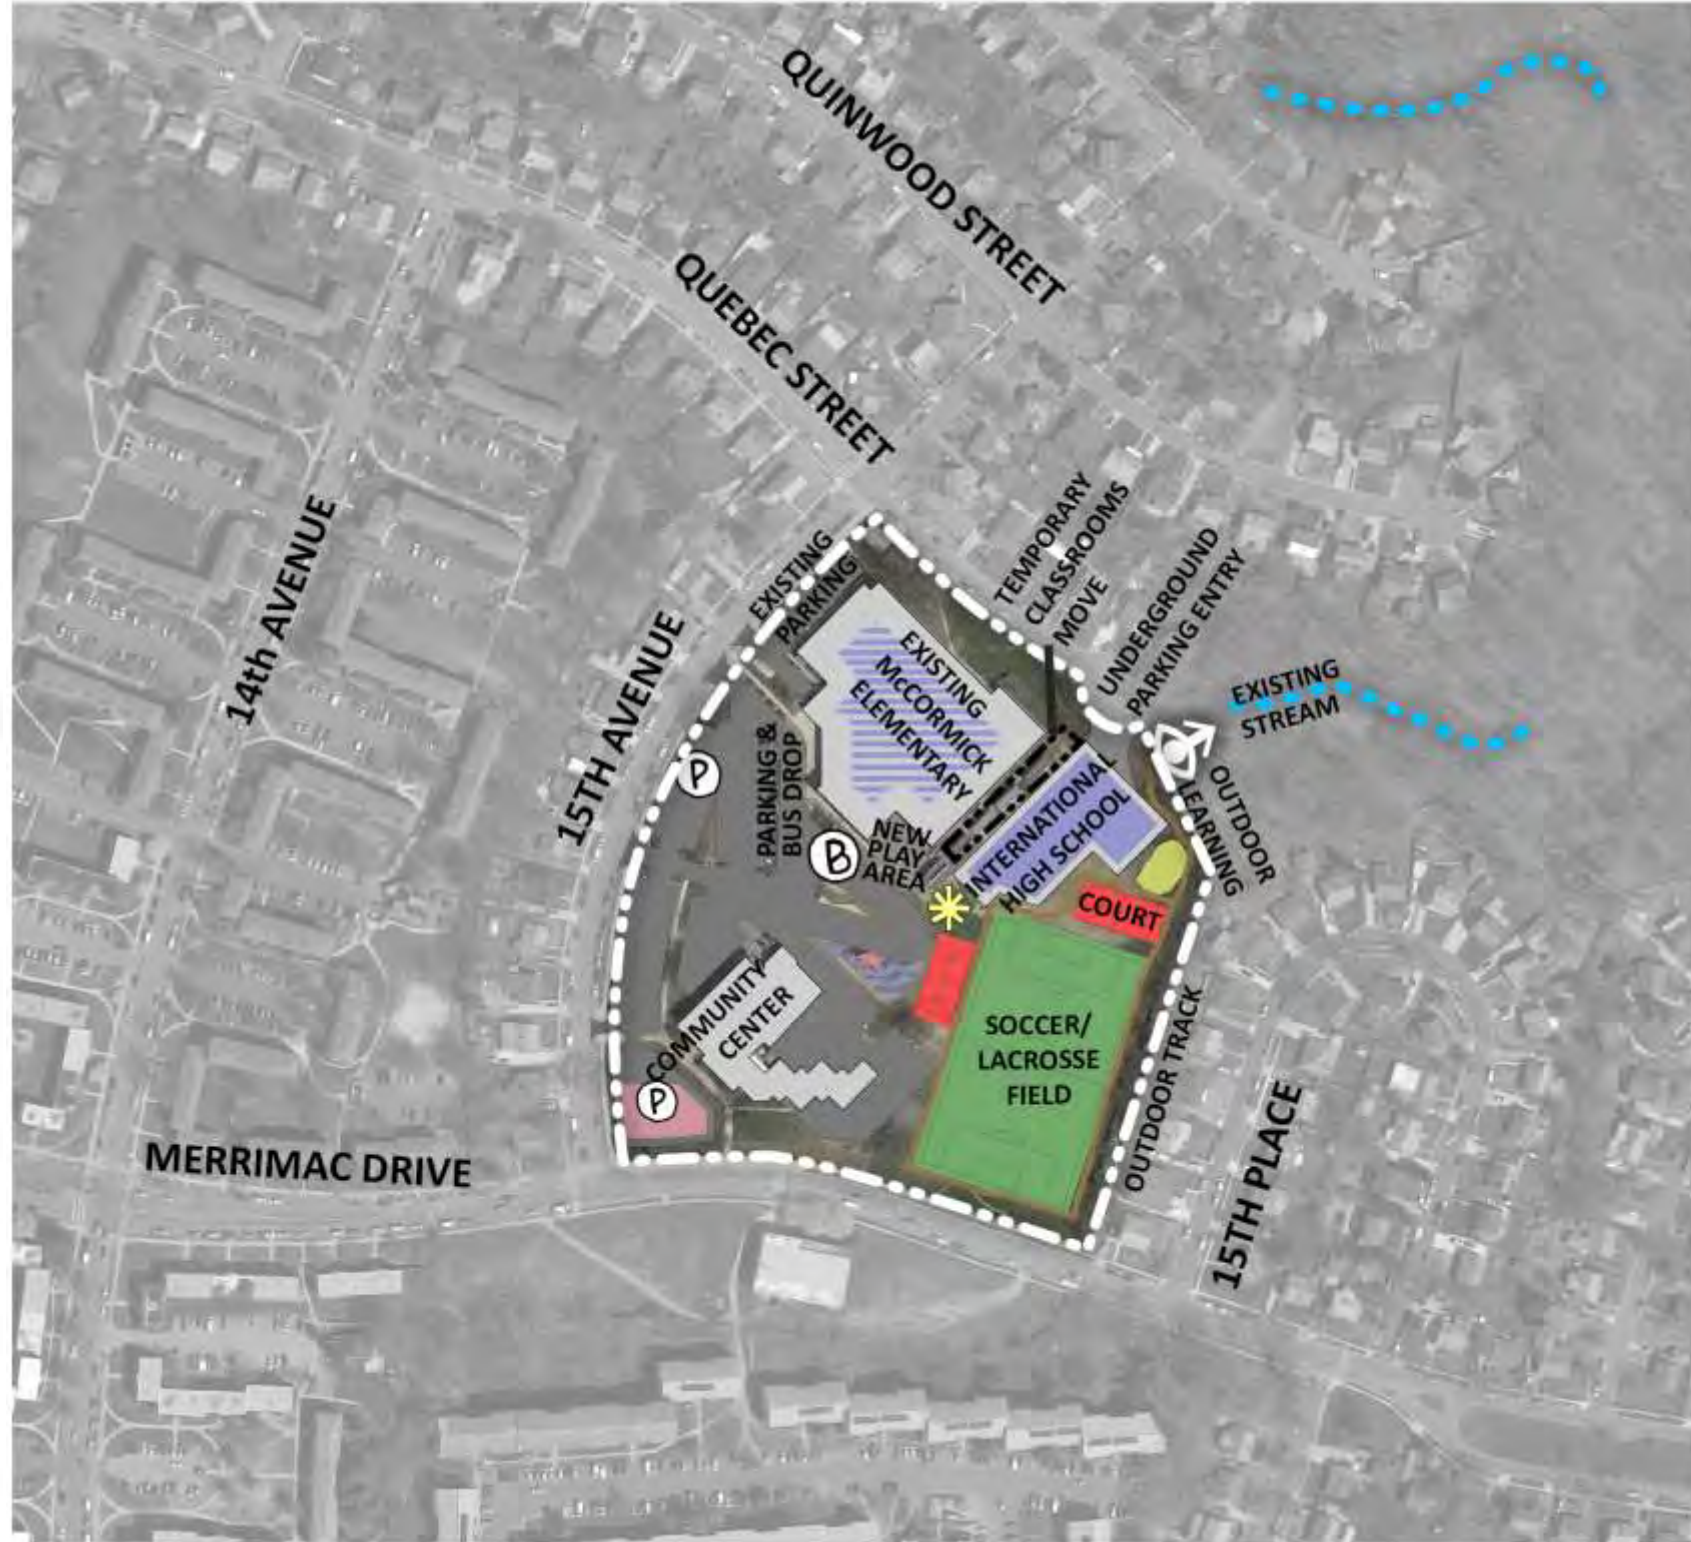 QUINWOOD STREET
QUEBEC STREET
14th AVENUE
15TH AVENUE
EXISTING
PARKING
TEMPORARY
CLASSROOMS
MOVE
UNDERGROUND
PARKING ENTRY
EXISTING
STREAM
EXISTING
McCORMICK
ELEMENTARY
PARKING &
BUS DROP
P
B
NEW
PLAY
AREA
INTERNATIONAL
HIGH SCHOOL
OUTDOOR
LEARNING
COURT
COMMUNITY
CENTER
P
SOCCER/
LACROSSE
FIELD
OUTDOOR TRACK
MERRIMAC DRIVE
15TH PLACE